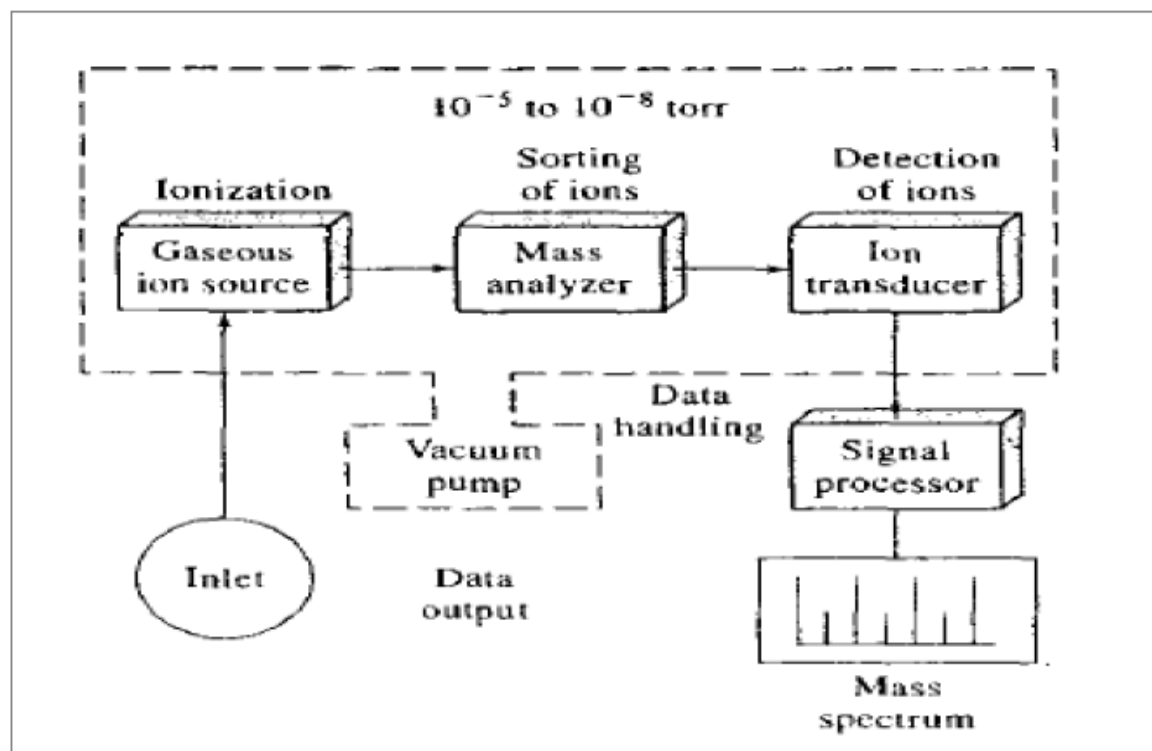 10⁻⁵ to 10⁻⁸ torr
Ionization
Sorting
of ions
Detection
of ions
Gaseous
ion source
Mass
analyzer
Ion
transducer
Data
handling
Vacuum
pump
Signal
processor
Inlet
Data
output
Mass
spectrum